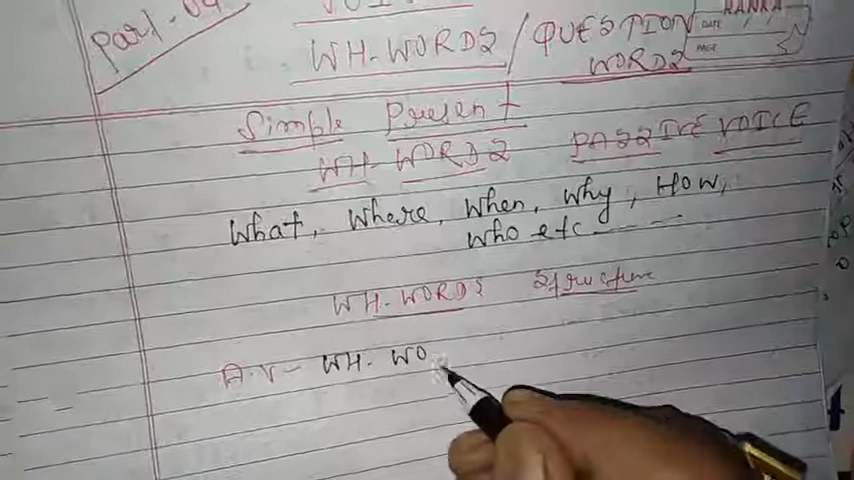 Part-04
VOICE
WH-WORDS / QUESTION WORDS
DATE
PAGE
Simple Present
WH-WORDS PASSIVE VOICE
What, Where, When, Why, How,
Who etc
WH-WORDS Structure
A.V- WH-WO